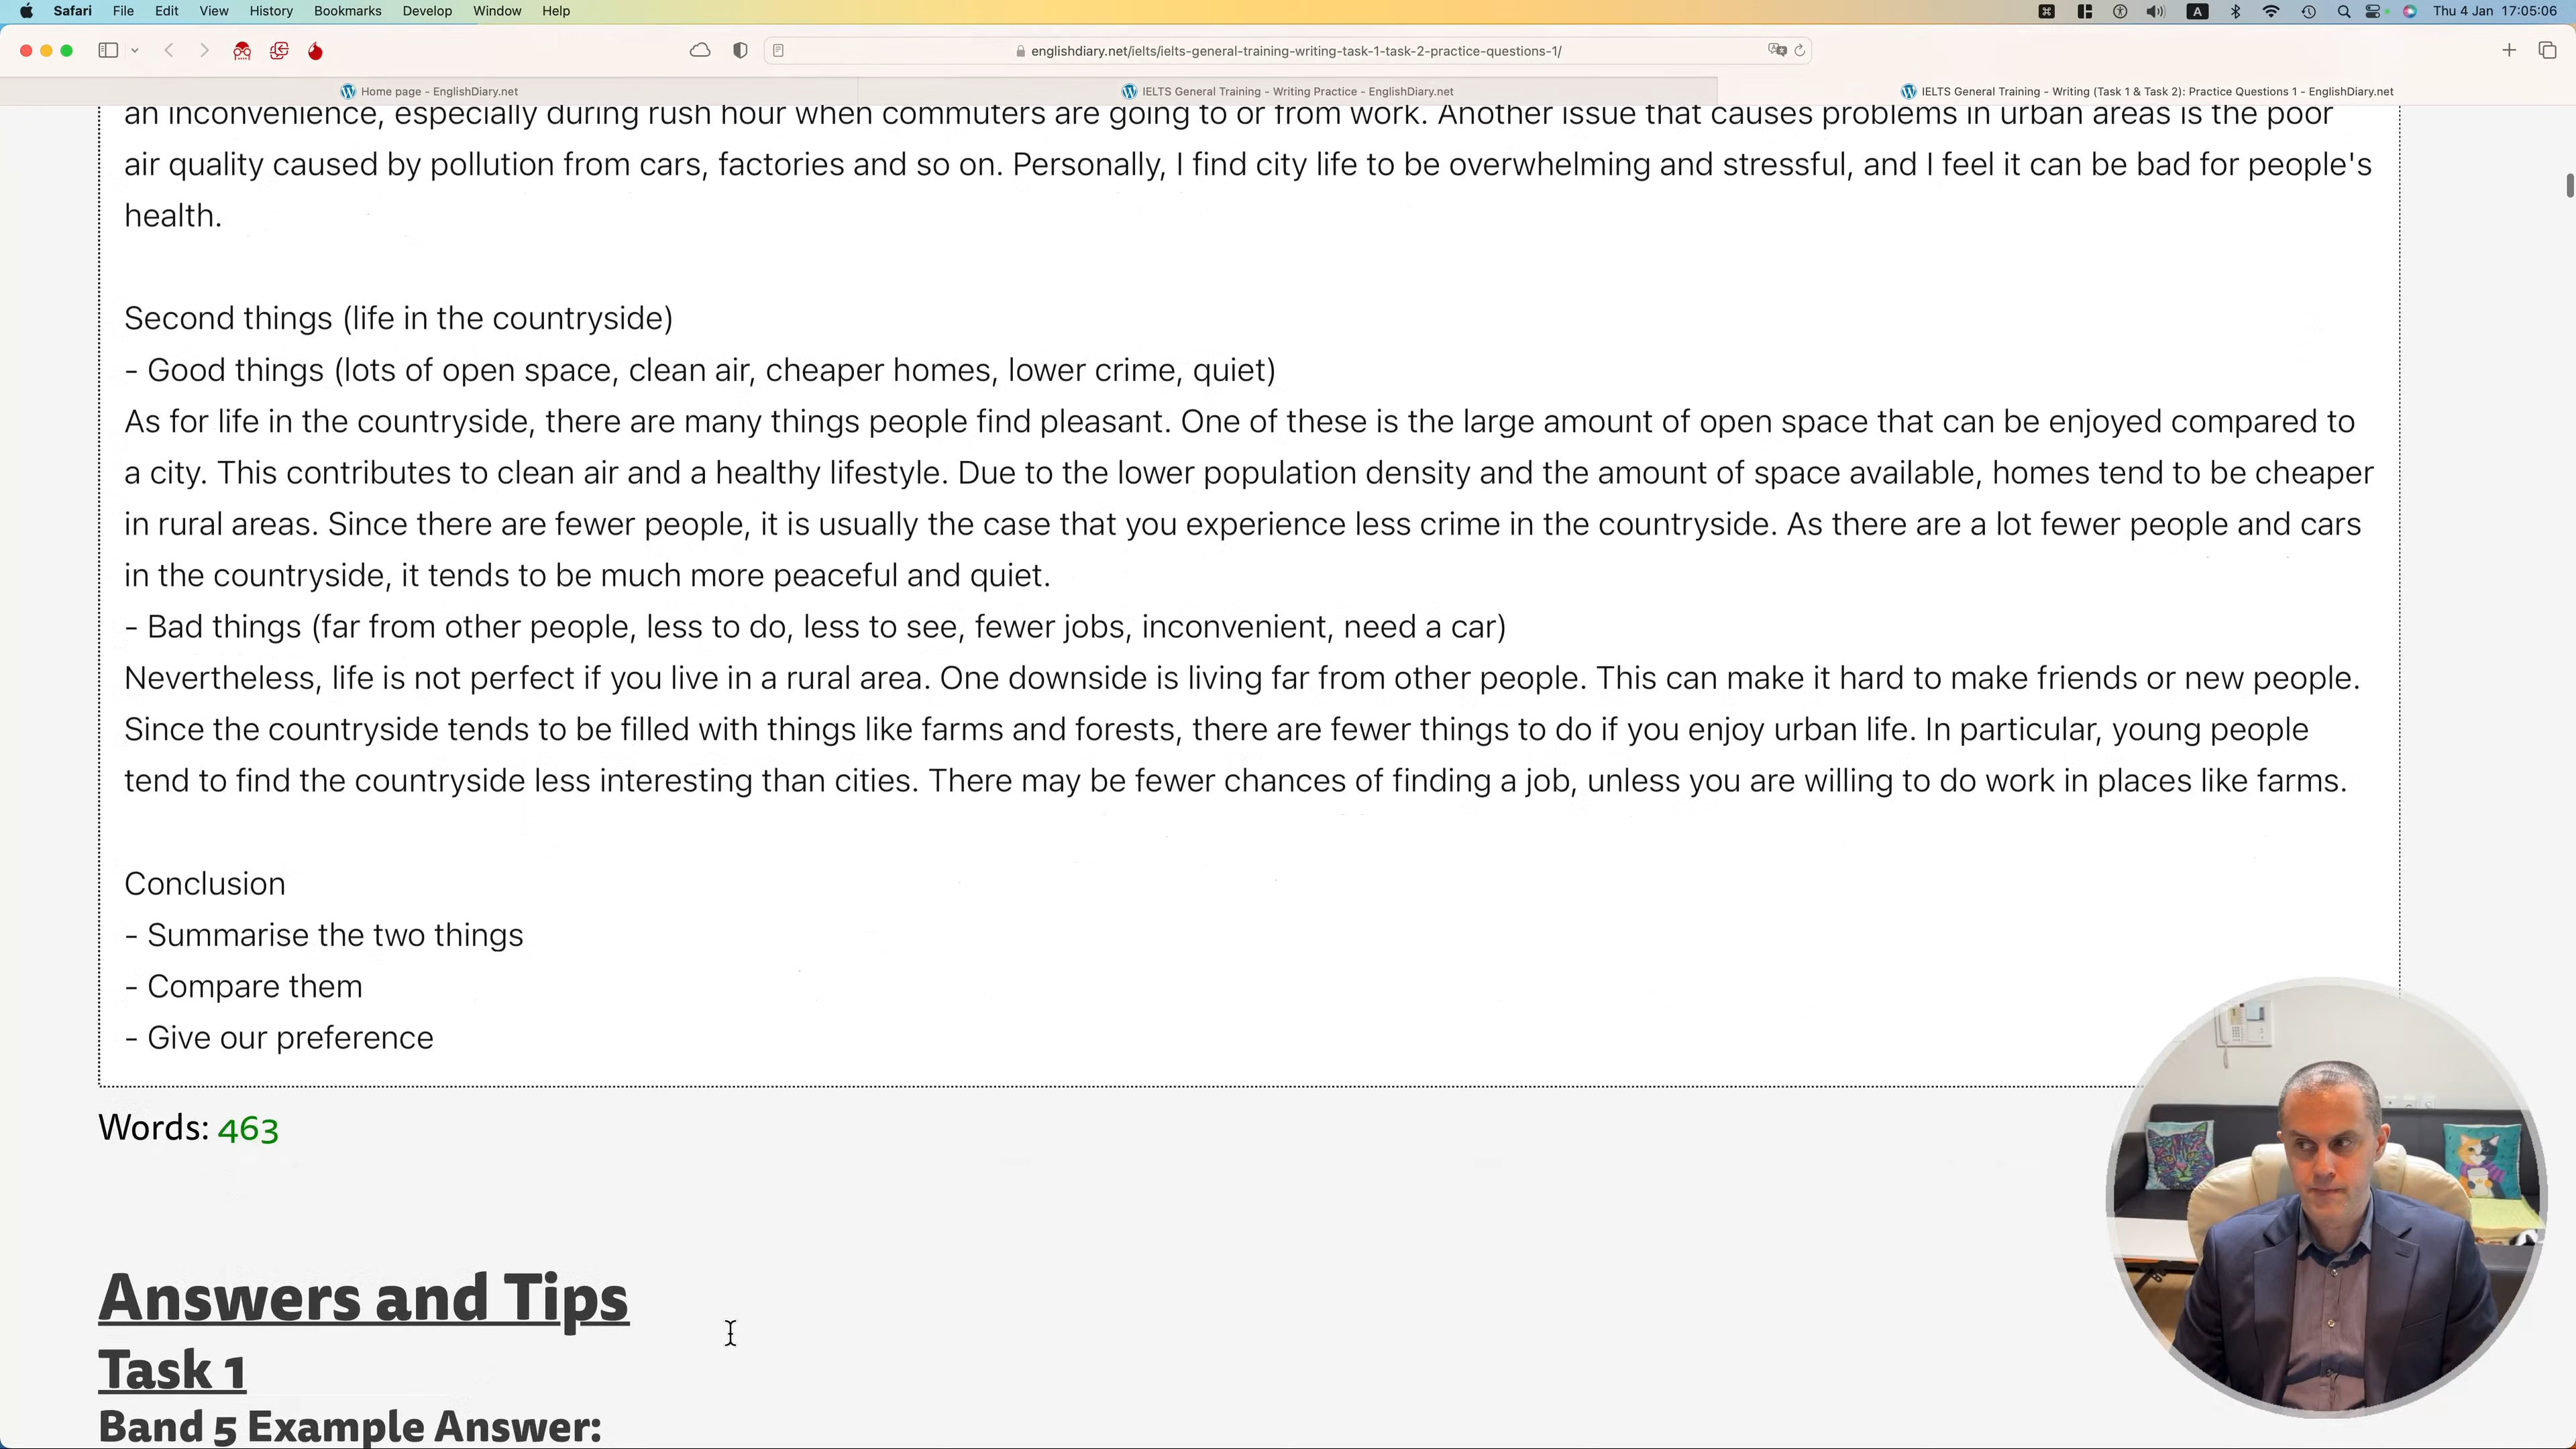 Safari File Edit View History Bookmarks Develop Window Help
A Thu 4 Jan 17:05:06
englishdiary.net/ielts/ielts-general-training-writing-task-1-task-2-practice-questions-1/
Home page - EnglishDiary.net
IELTS General Training - Writing Practice - EnglishDiary.net
IELTS General Training - Writing (Task 1 & Task 2): Practice Questions 1 - EnglishDiary.net
an inconvenience, especially during rush hour when commuters are going to or from work. Another issue that causes problems in urban areas is the poor
air quality caused by pollution from cars, factories and so on. Personally, I find city life to be overwhelming and stressful, and I feel it can be bad for people's
health.
Second things (life in the countryside)
- Good things (lots of open space, clean air, cheaper homes, lower crime, quiet)
As for life in the countryside, there are many things people find pleasant. One of these is the large amount of open space that can be enjoyed compared to
a city. This contributes to clean air and a healthy lifestyle. Due to the lower population density and the amount of space available, homes tend to be cheaper
in rural areas. Since there are fewer people, it is usually the case that you experience less crime in the countryside. As there are a lot fewer people and cars
in the countryside, it tends to be much more peaceful and quiet.
- Bad things (far from other people, less to do, less to see, fewer jobs, inconvenient, need a car)
Nevertheless, life is not perfect if you live in a rural area. One downside is living far from other people. This can make it hard to make friends or new people.
Since the countryside tends to be filled with things like farms and forests, there are fewer things to do if you enjoy urban life. In particular, young people
tend to find the countryside less interesting than cities. There may be fewer chances of finding a job, unless you are willing to do work in places like farms.
Conclusion
- Summarise the two things
- Compare them
- Give our preference
Words: 463
Answers and Tips
Task 1
Band 5 Example Answer: